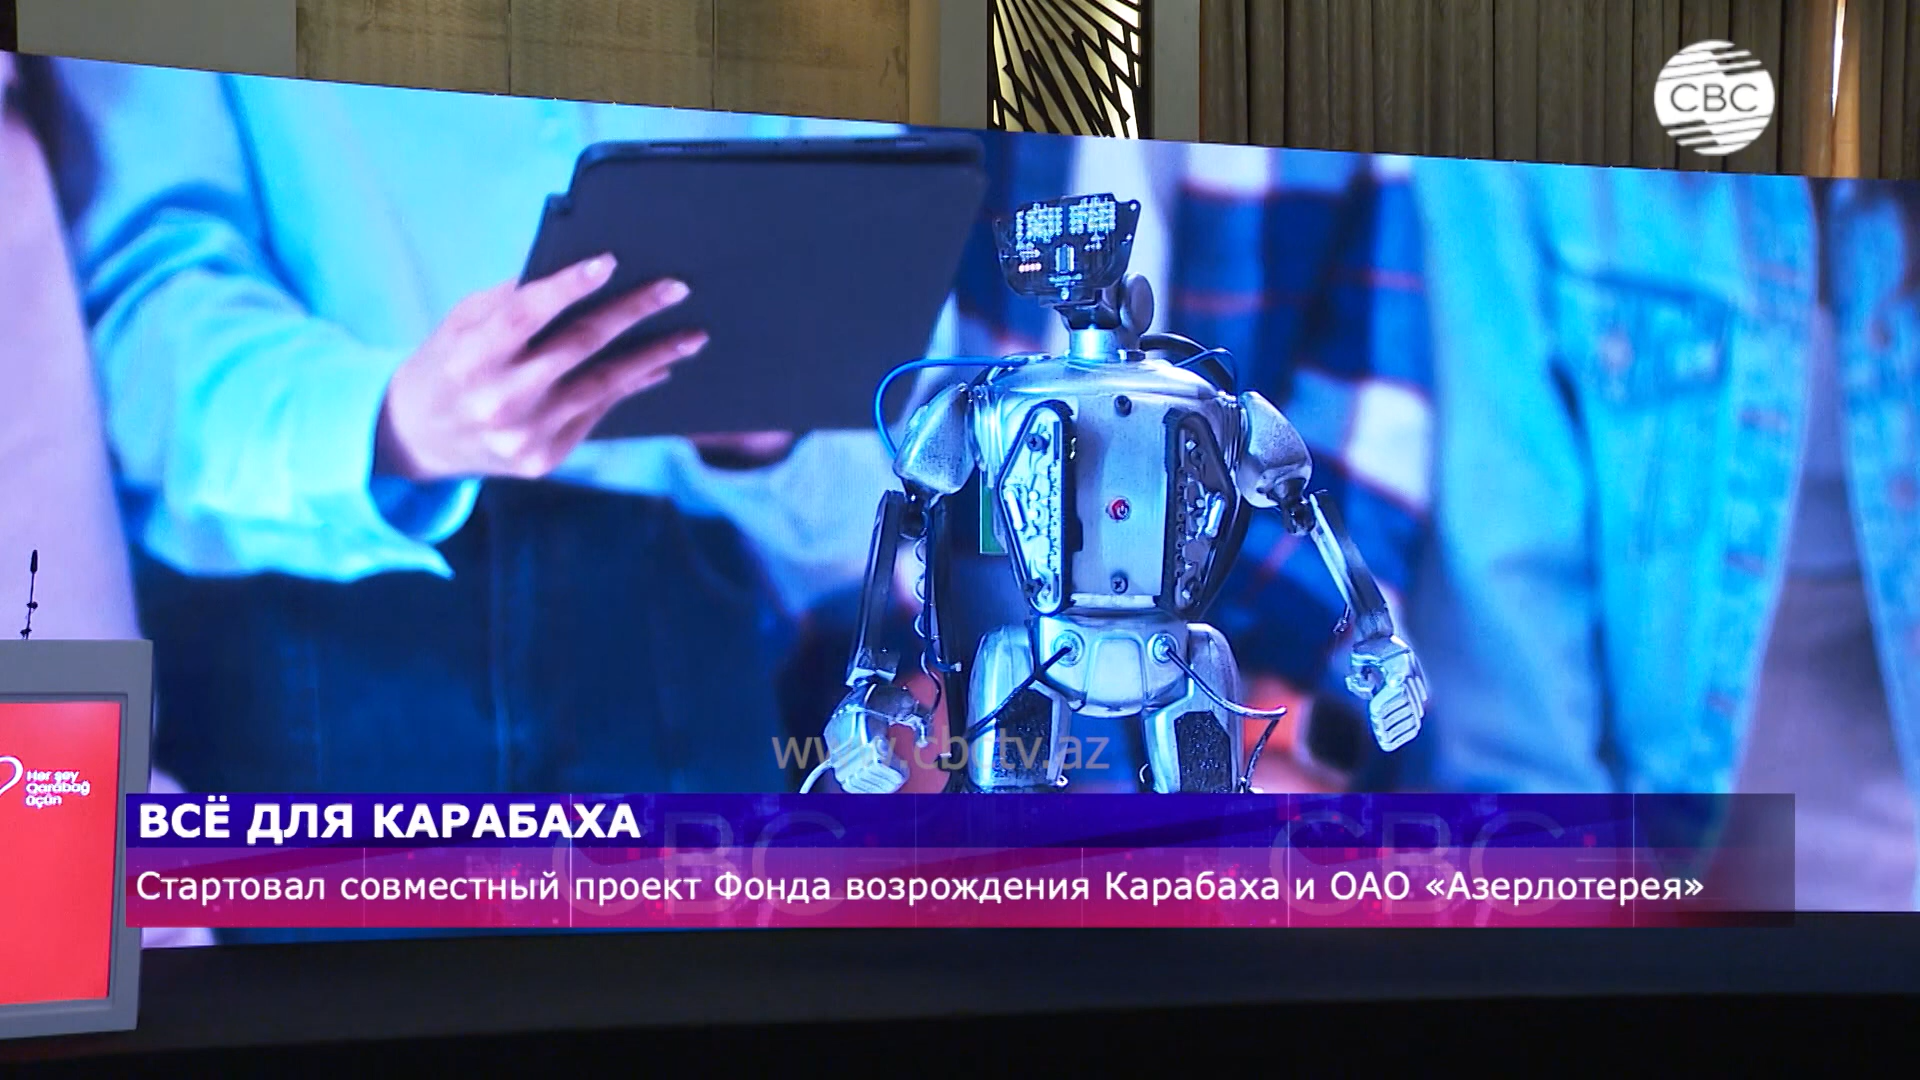 CBC
Hər şey
Qarabağ
üçün
www.cbctv.az
ВСЁ ДЛЯ КАРАБАХА
Стартовал совместный проект Фонда возрождения Карабаха и ОАО «Азерлотерея»